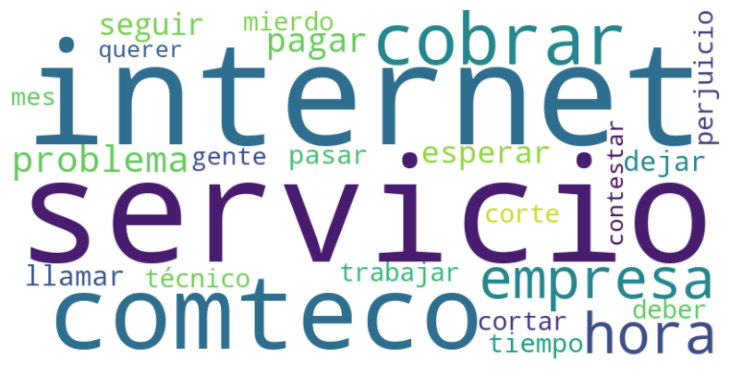 seguir mierdo
querer pagar cobrar
internet
mes
perjuicio
problema gente pasar esperar
contestar
dejar
servicio
corte
llamar técnico trabajar empresa
comteco
cortar deber
tiempo hora